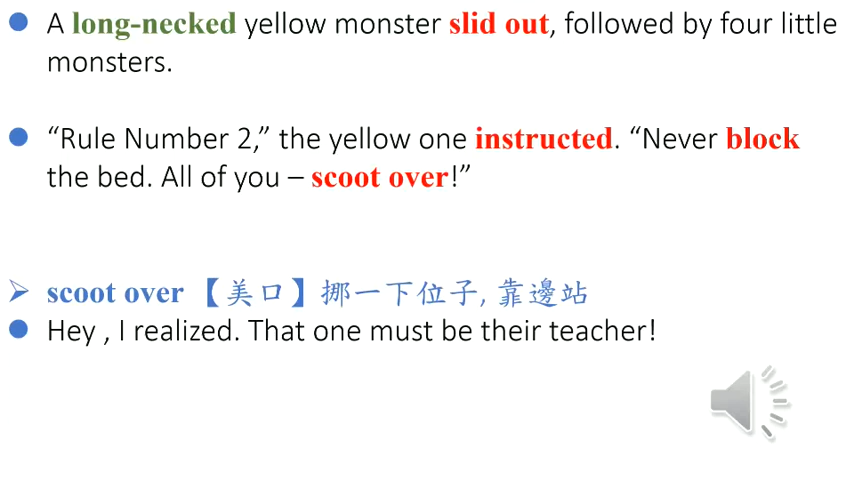 A long-necked yellow monster slid out, followed by four little
monsters.
“Rule Number 2,” the yellow one instructed. “Never block
the bed. All of you – scoot over!”
scoot over 【美口】挪一下位子, 靠邊站
Hey , I realized. That one must be their teacher!